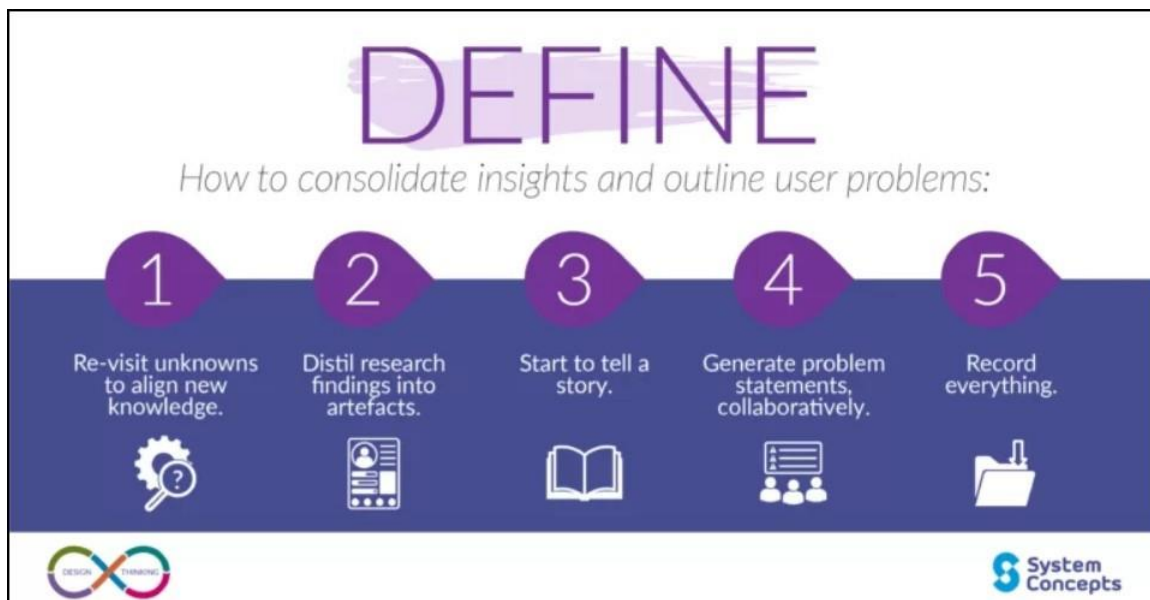 DEFINE
How to consolidate insights and outline user problems:
1
Re-visit unknowns
to align new
knowledge.
2
Distil research
findings into
artefacts.
3
Start to tell a
story.
4
Generate problem
statements,
collaboratively.
5
Record
everything.
?
DESIGN THINKING
System
Concepts